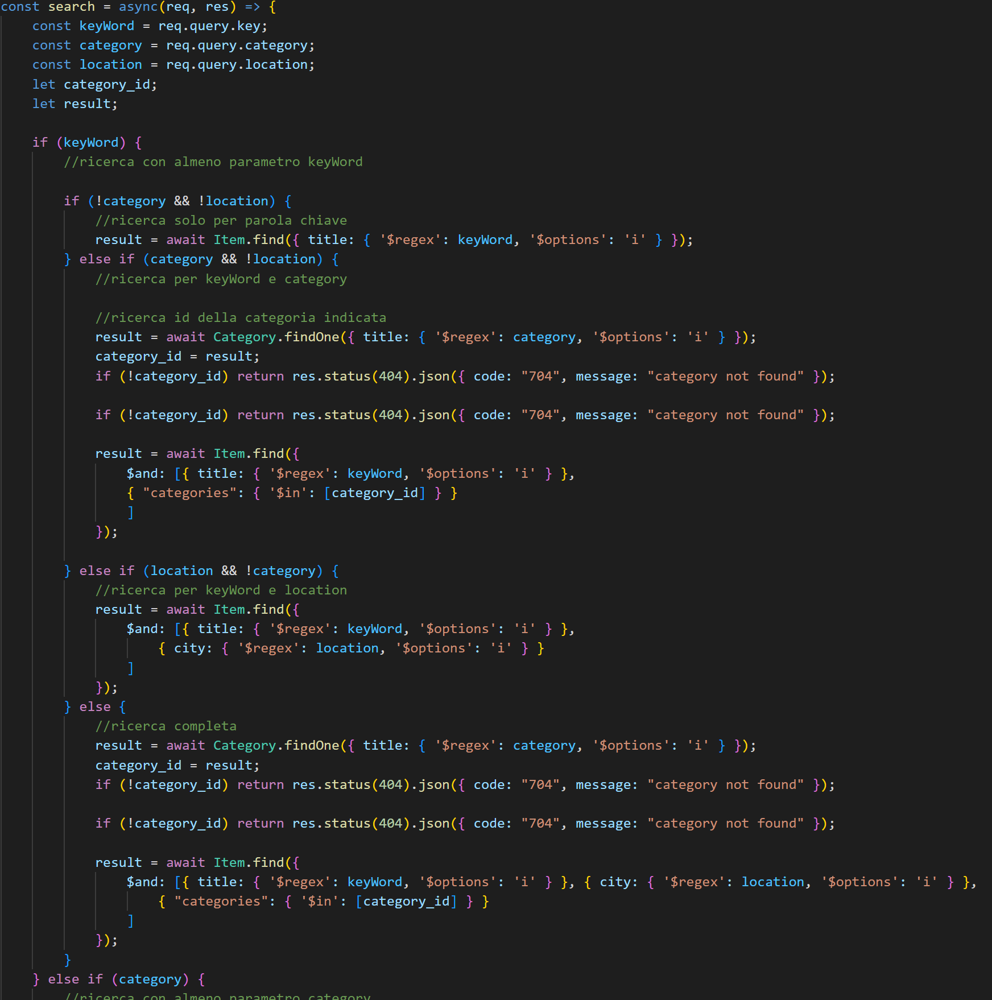 const search = async(req, res) => {
const keyWord = req.query.key;
const category = req.query.category;
const location = req.query.location;
let category_id;
let result;
if (keyWord) {
//ricerca con almeno parametro keyWord
if (!category && !location) {
//ricerca solo per parola chiave
result = await Item.find({ title: { '$regex': keyWord, '$options': 'i' } });
} else if (category && !location) {
//ricerca per keyWord e category
//ricerca id della categoria indicata
result = await Category.findOne({ title: { '$regex': category, '$options': 'i' } });
category_id = result;
if (!category_id) return res.status(404).json({ code: "704", message: "category not found" });
if (!category_id) return res.status(404).json({ code: "704", message: "category not found" });
result = await Item.find({
$and: [{ title: { '$regex': keyWord, '$options': 'i' } },
{ "categories": { '$in': [category_id] } }
]
});
} else if (location && !category) {
//ricerca per keyWord e location
result = await Item.find({
$and: [{ title: { '$regex': keyWord, '$options': 'i' } },
{ city: { '$regex': location, '$options': 'i' } }
]
});
} else {
//ricerca completa
result = await Category.findOne({ title: { '$regex': category, '$options': 'i' } });
category_id = result;
if (!category_id) return res.status(404).json({ code: "704", message: "category not found" });
if (!category_id) return res.status(404).json({ code: "704", message: "category not found" });
result = await Item.find({
$and: [{ title: { '$regex': keyWord, '$options': 'i' } }, { city: { '$regex': location, '$options': 'i' } },
{ "categories": { '$in': [category_id] } }
]
});
}
} else if (category) {
//ricerca con almeno parametro category